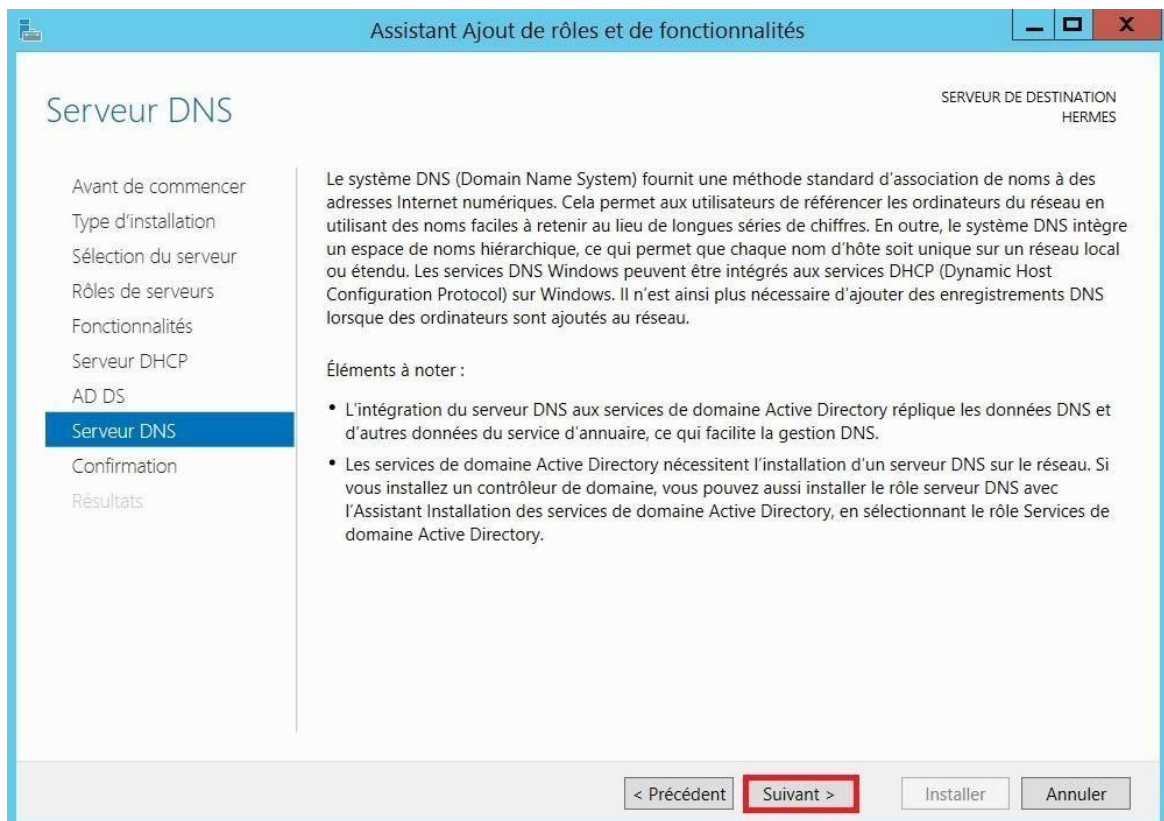 Assistant Ajout de rôles et de fonctionnalités
Serveur DNS
SERVEUR DE DESTINATION
HERMES
Avant de commencer
Type d'installation
Sélection du serveur
Rôles de serveurs
Fonctionnalités
Serveur DHCP
AD DS
Serveur DNS
Confirmation
Résultats
Le système DNS (Domain Name System) fournit une méthode standard d'association de noms à des
adresses Internet numériques. Cela permet aux utilisateurs de référencer les ordinateurs du réseau en
utilisant des noms faciles à retenir au lieu de longues séries de chiffres. En outre, le système DNS intègre
un espace de noms hiérarchique, ce qui permet que chaque nom d'hôte soit unique sur un réseau local
ou étendu. Les services DNS Windows peuvent être intégrés aux services DHCP (Dynamic Host
Configuration Protocol) sur Windows. Il n'est ainsi plus nécessaire d'ajouter des enregistrements DNS
lorsque des ordinateurs sont ajoutés au réseau.
Éléments à noter :
• L'intégration du serveur DNS aux services de domaine Active Directory réplique les données DNS et
d'autres données du service d'annuaire, ce qui facilite la gestion DNS.
• Les services de domaine Active Directory nécessitent l'installation d'un serveur DNS sur le réseau. Si
vous installez un contrôleur de domaine, vous pouvez aussi installer le rôle serveur DNS avec
l'Assistant Installation des services de domaine Active Directory, en sélectionnant le rôle Services de
domaine Active Directory.
< Précédent
Suivant >
Installer
Annuler